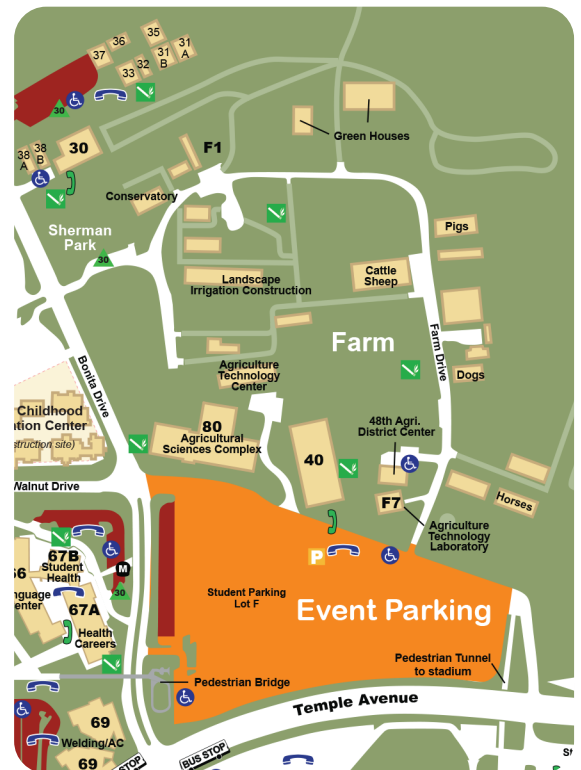 35
36
31
A
37
31
B
32
33
30
38
B
38
A
30
F1
Green Houses
Conservatory
Sherman
Park
30
Pigs
Cattle
Sheep
Landscape
Irrigation Construction
Farm
Farm Drive
Bonita Drive
Dogs
Agriculture
Technology
Center
Childhood
ation Center
struction site)
80
Agricultural
Sciences Complex
40
48th Agri.
District Center
Walnut Drive
F7
Horses
Agriculture
Technology
Laboratory
67B
Student
Health
M
P
66
nguage
enter
30
67A
Health
Careers
Student Parking
Lot F
Event Parking
Pedestrian Tunnel
to stadium
Pedestrian Bridge
Temple Avenue
69
Welding/AC
69
STOP
BUS STOP
St